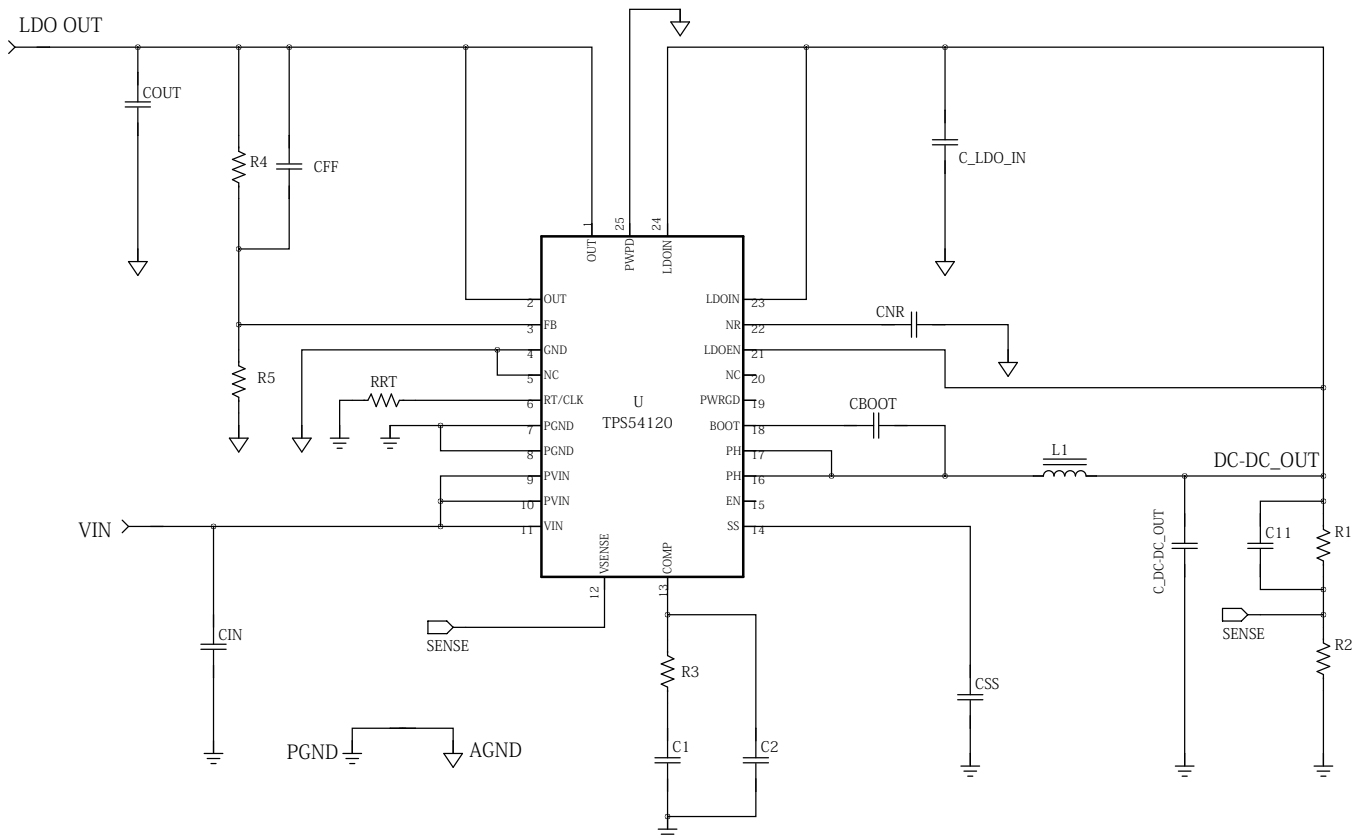 LDO OUT
COUT
R4
CFF
C_LDO_IN
1
25
24
OUT
PWPD
LDOIN
2
OUT
LDOIN
23
3
FB
NR
22
CNR
4
GND
LDOEN
21
R5
5
NC
NC
20
RRT
6
RT/CLK
U
TPS54120
PWRGD
19
CBOOT
7
PGND
BOOT
18
8
PGND
PH
17
L1
DC-DC_OUT
9
PVIN
PH
16
10
PVIN
EN
15
VIN
11
VIN
SS
14
VSENSE
COMP
12
13
C_DC-DC_OUT
C11
R1
CIN
SENSE
SENSE
R2
R3
CSS
PGND
AGND
C1
C2